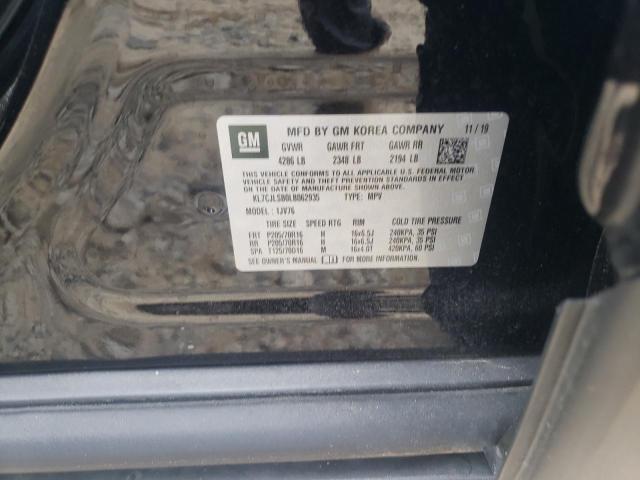 GM
MFD BY GM KOREA COMPANY 11/19
GVWR GAWR FRT GAWR RR
4286 LB 2348 LB 2194 LB
THIS VEHICLE CONFORMS TO ALL APPLICABLE U.S. FEDERAL MOTOR
VEHICLE SAFETY AND THEFT PREVENTION STANDARDS IN EFFECT ON THE
DATE OF MANUFACTURE SHOWN ABOVE.
KL7CJLSB0LB062935 TYPE: MPV
MODEL: 1JV76
TIRE SIZE SPEED RTG RIM COLD TIRE PRESSURE
FRT P205/70R16 H 16x6.5J 240KPA, 35 PSI
RR P205/70R16 H 16x6.5J 240KPA, 35 PSI
SPA T125/70D16 M 16x4.0T 420KPA, 60 PSI
SEE OWNER'S MANUAL FOR MORE INFORMATION